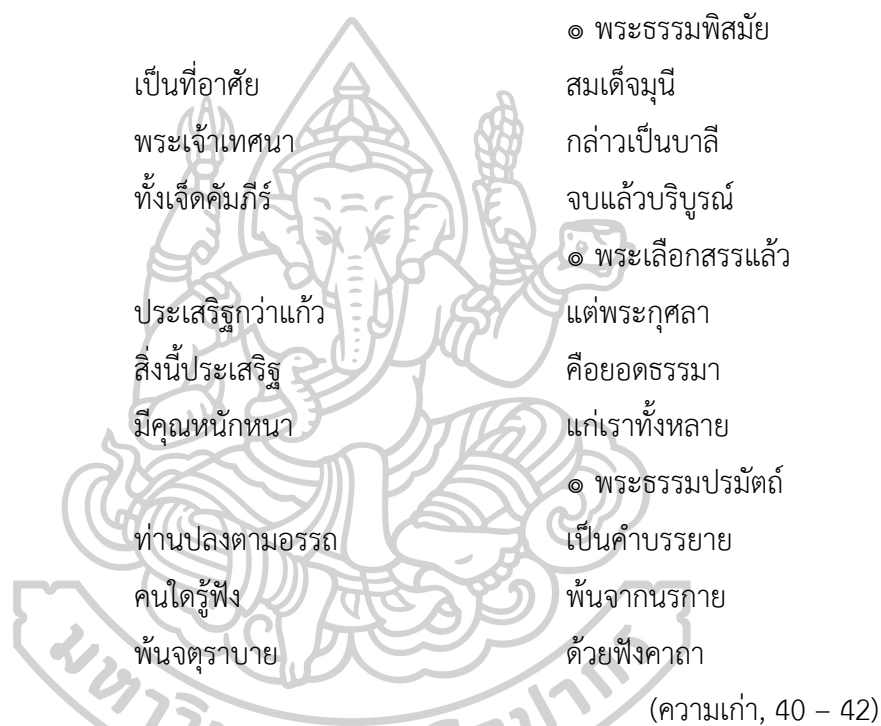 ๏ พระธรรมพิสมัย
เป็นที่อาศัย สมเด็จมุนี
พระเจ้าเทศนา กล่าวเป็นบาลี
ทั้งเจ็ดคัมภีร์ จบแล้วบริบูรณ์
๏ พระเลือกสรรแล้ว
ประเสริฐกว่าแก้ว แต่พระกุศลา
สิ่งนี้ประเสริฐ คือยอดธรรมา
มีคุณหนักหนา แก่เราทั้งหลาย
๏ พระธรรมปรมัตถ์
ท่านปลงตามอรรถ เป็นคำบรรยาย
คนใดรู้ฟัง พ้นจากนรกาย
พ้นจตุราบาย ด้วยฟังคาถา
(ความเก่า, 40 – 42)